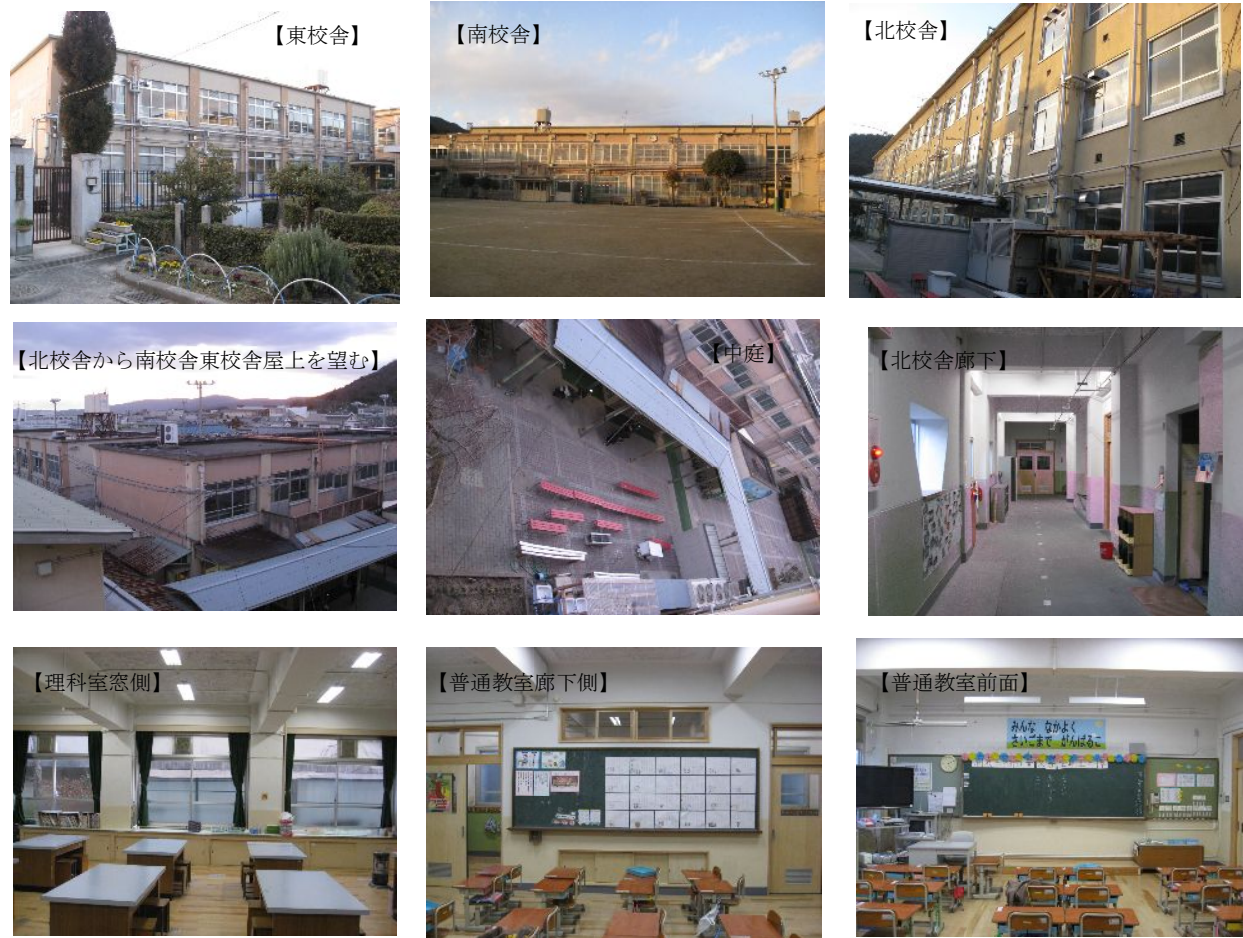 【東校舎】
【南校舎】
【北校舎】
【北校舎から南校舎東校舎屋上を望む】
【中庭】
【北校舎廊下】
【理科室窓側】
【普通教室廊下側】
【普通教室前面】
みんな なかよく
さいごまで がんばるこ